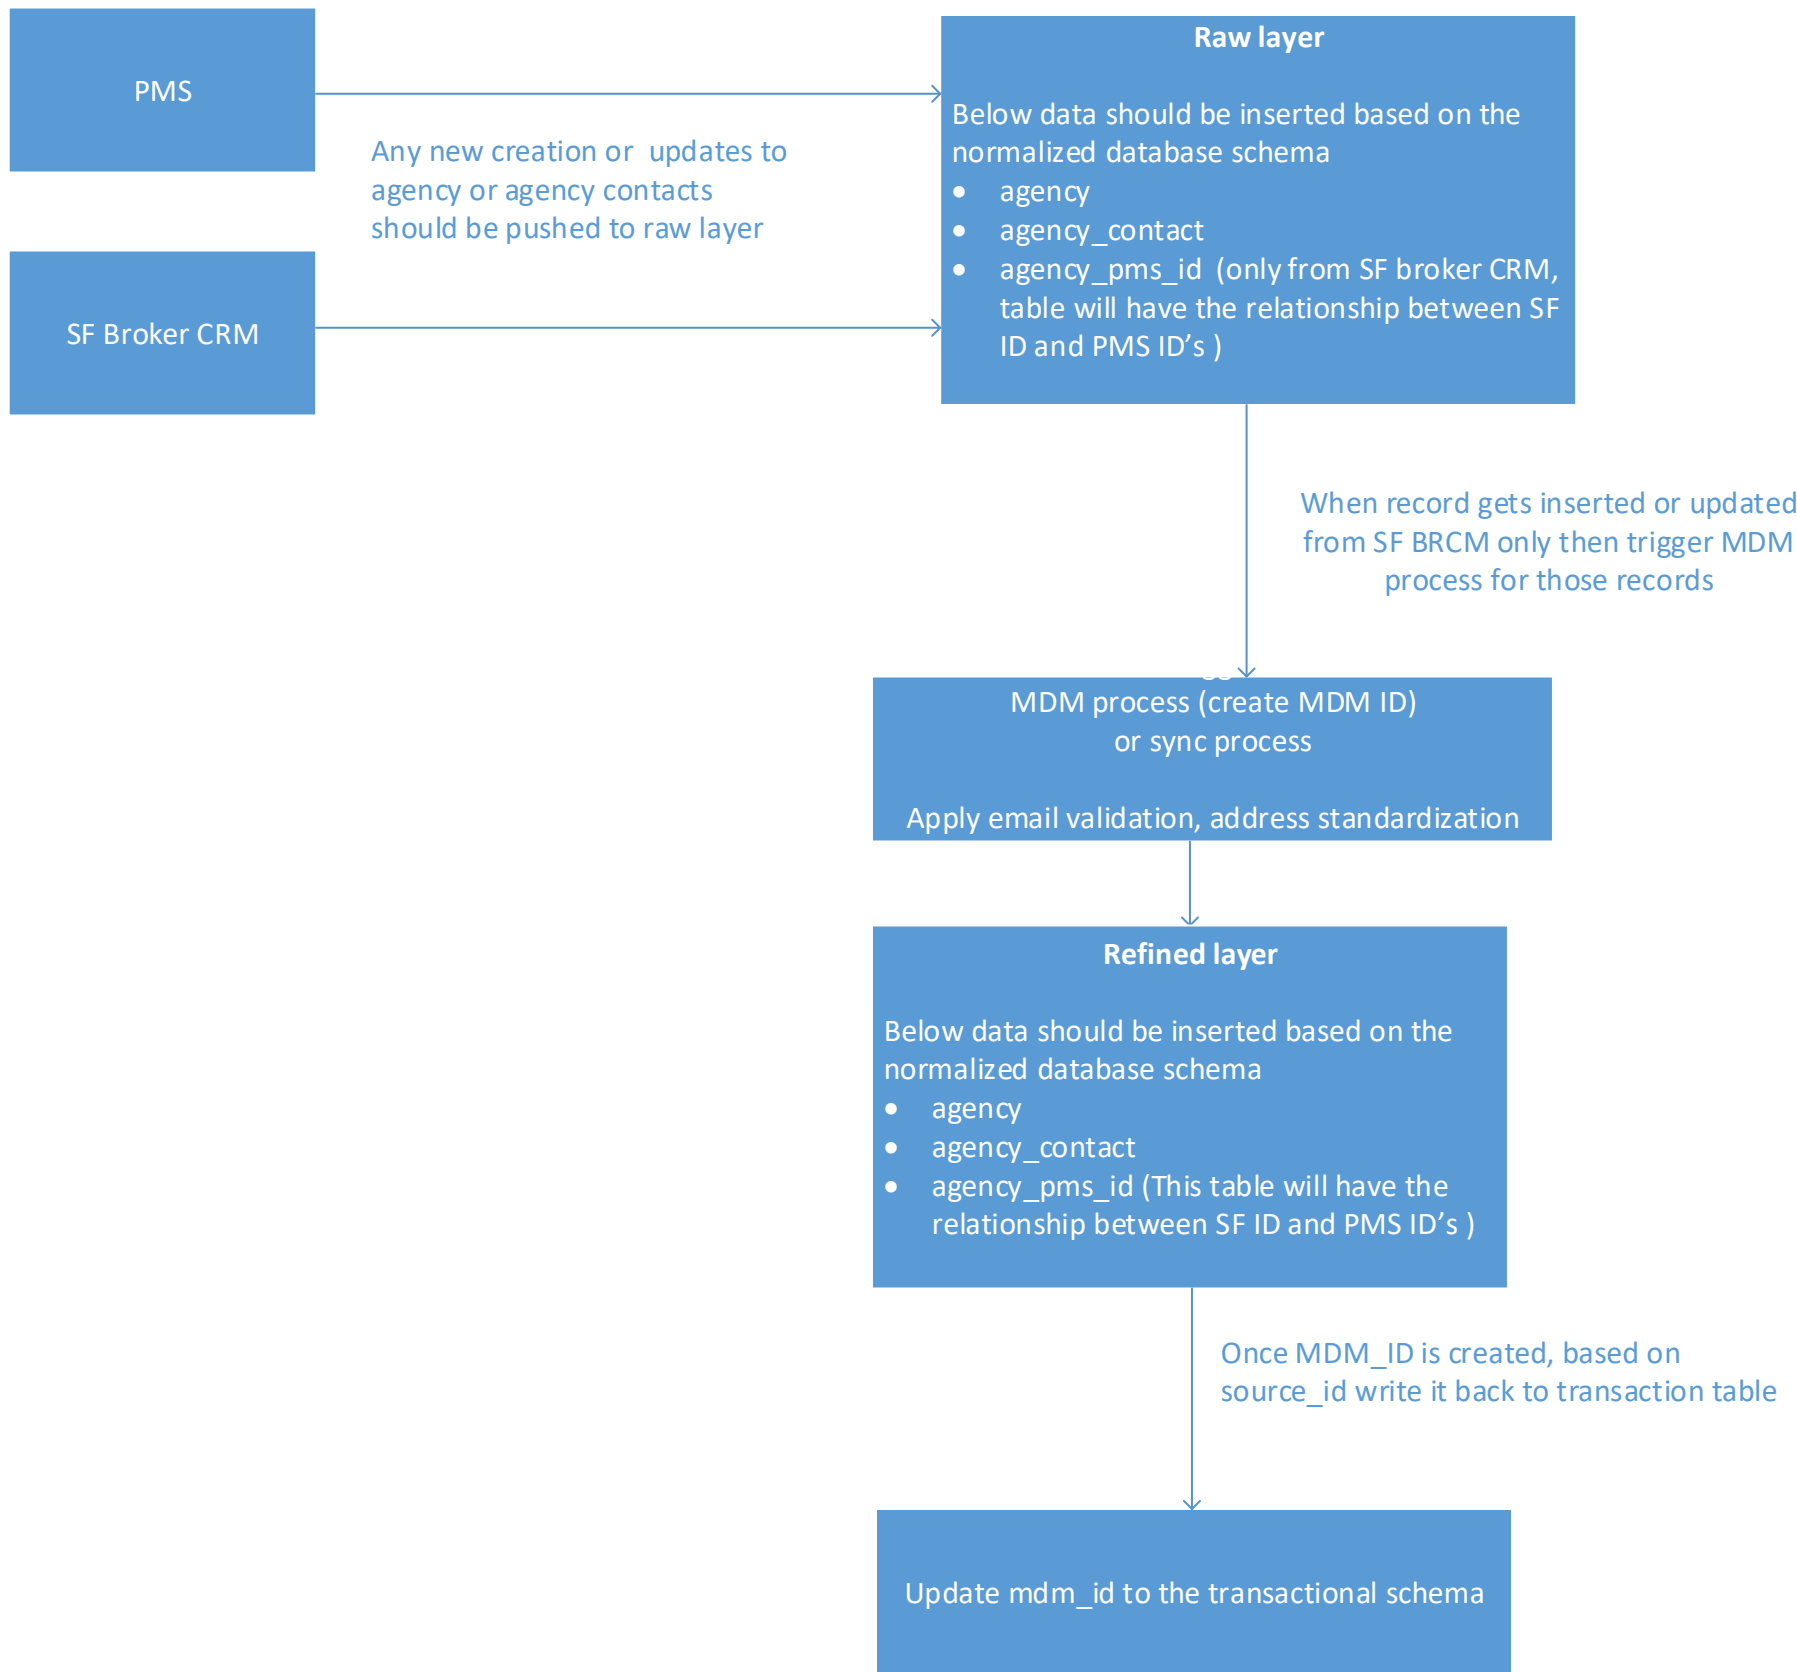 PMS
Any new creation or  updates to
agency or agency contacts
should be pushed to raw layer
SF Broker CRM
Raw layer
Below data should be inserted based on the
normalized database schema
• agency
• agency_contact
• agency_pms_id  (only from SF broker CRM,
table will have the relationship between SF
ID and PMS ID’s )
When record gets inserted or updated
from SF BRCM only then trigger MDM
process for those records
MDM process (create MDM ID)
or sync process
Apply email validation, address standardization
Refined layer
Below data should be inserted based on the
normalized database schema
• agency
• agency_contact
• agency_pms_id (This table will have the
relationship between SF ID and PMS ID’s )
Once MDM_ID is created, based on
source_id write it back to transaction table
Update mdm_id to the transactional schema